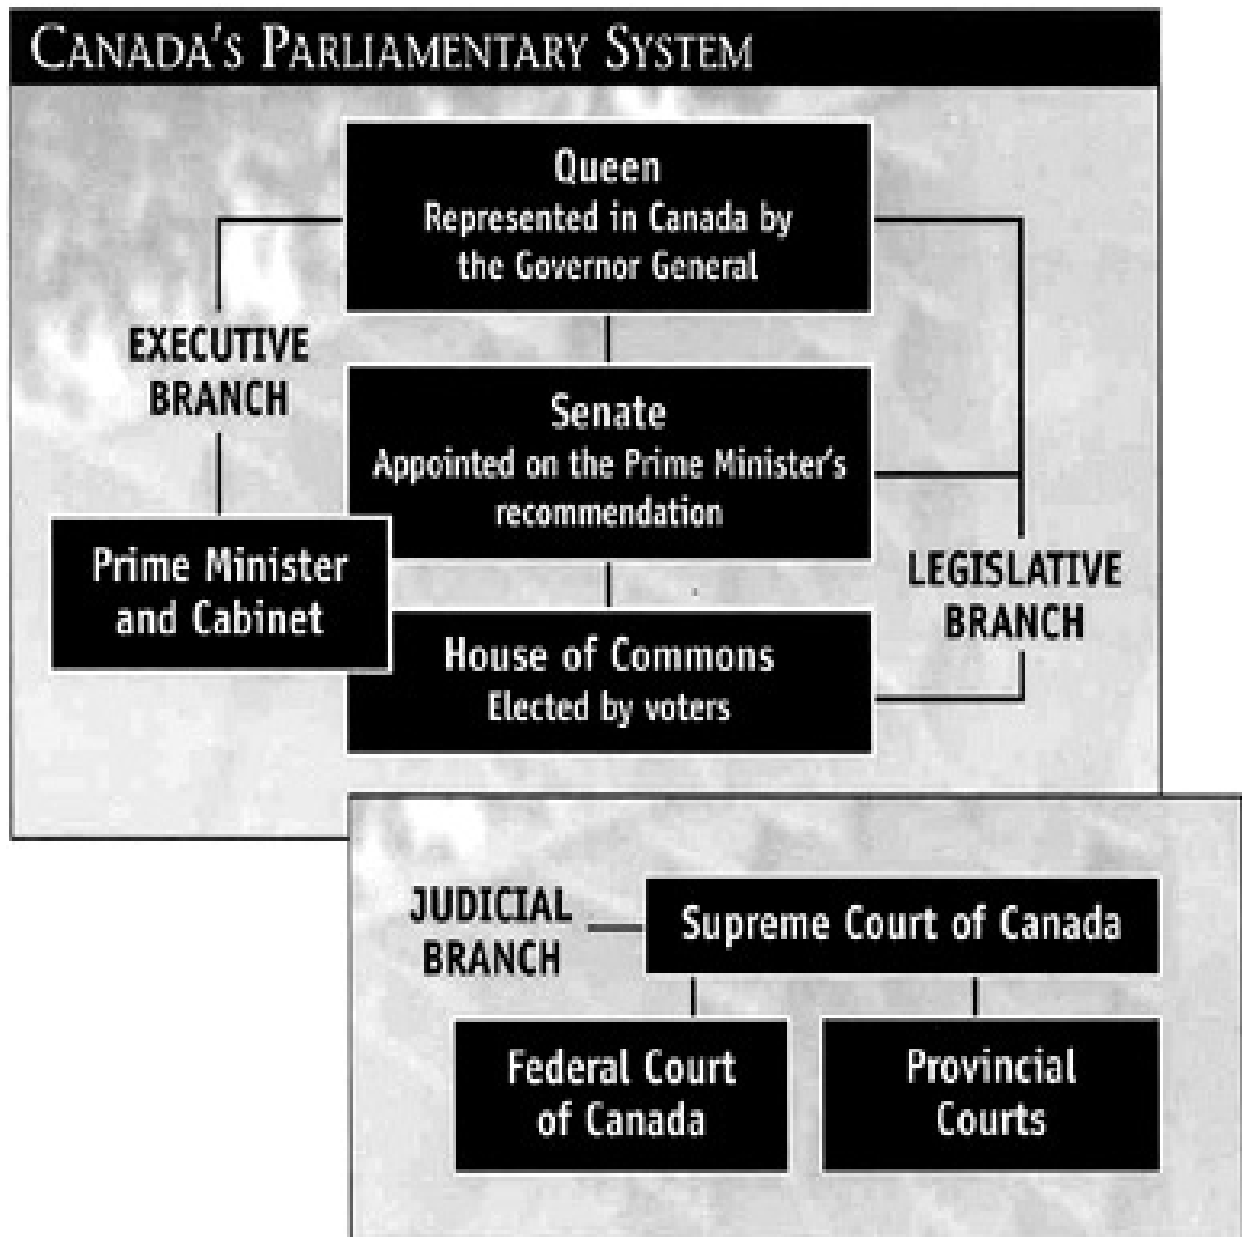 CANADA'S PARLIAMENTARY SYSTEM
Queen
Represented in Canada by
the Governor General
EXECUTIVE
BRANCH
Senate
Appointed on the Prime Minister's
recommendation
Prime Minister
and Cabinet
LEGISLATIVE
BRANCH
House of Commons
Elected by voters
JUDICIAL
BRANCH
Supreme Court of Canada
Federal Court
of Canada
Provincial
Courts